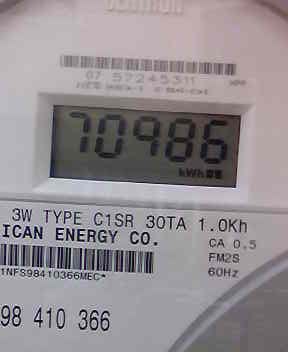 07 57245311
70986
kWh
3W TYPE C1SR 30TA 1.0Kh
ICAN ENERGY CO.
CA 0.5
FM2S
60Hz
1NFS98410366MEC*
98 410 366